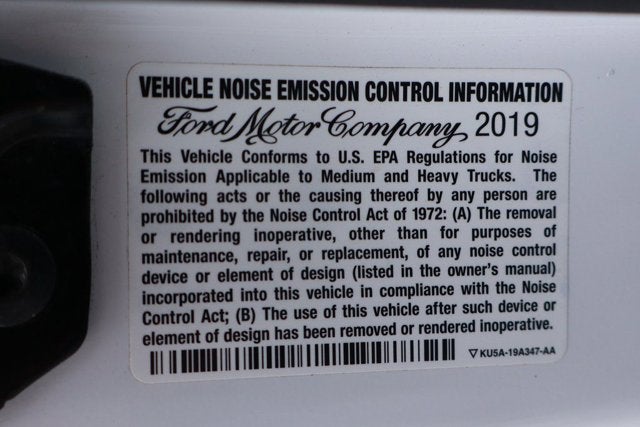 VEHICLE NOISE EMISSION CONTROL INFORMATION
Ford Motor Company 2019
This Vehicle Conforms to U.S. EPA Regulations for Noise
Emission Applicable to Medium and Heavy Trucks. The
following acts or the causing thereof by any person are
prohibited by the Noise Control Act of 1972: (A) The removal
or rendering inoperative, other than for purposes of
maintenance, repair, or replacement, of any noise control
device or element of design (listed in the owner's manual)
incorporated into this vehicle in compliance with the Noise
Control Act; (B) The use of this vehicle after such device or
element of design has been removed or rendered inoperative.
KU5A-19A347-AA